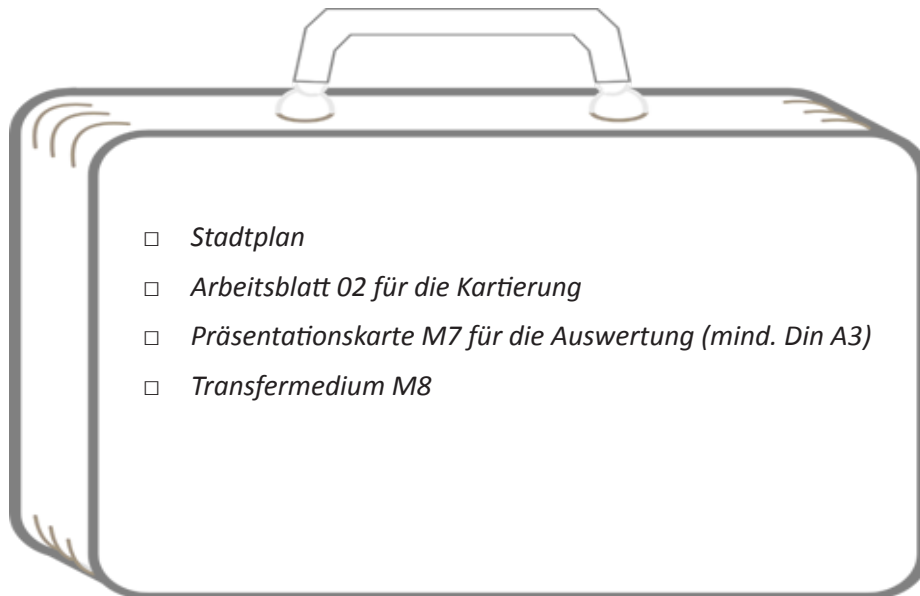 □ Stadtplan
□ Arbeitsblatt 02 für die Kartierung
□ Präsentationskarte M7 für die Auswertung (mind. Din A3)
□ Transfermedium M8